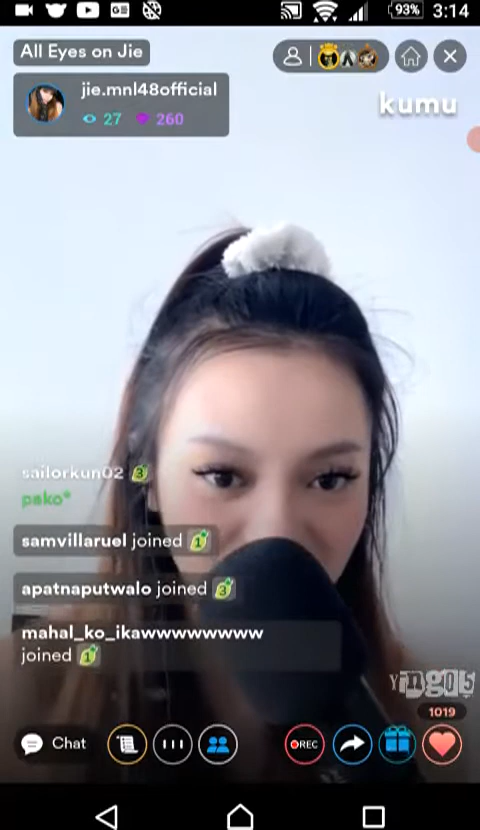 93% 3:14
All Eyes on Jie
jie.mnl48official
27 260
kumu
sailorkun02 3
pako*
samvillaruel joined 1
apatnaputwalo joined 3
mahal_ko_ikawwwwwwwww
joined 1
Ying05
1019
Chat
REC